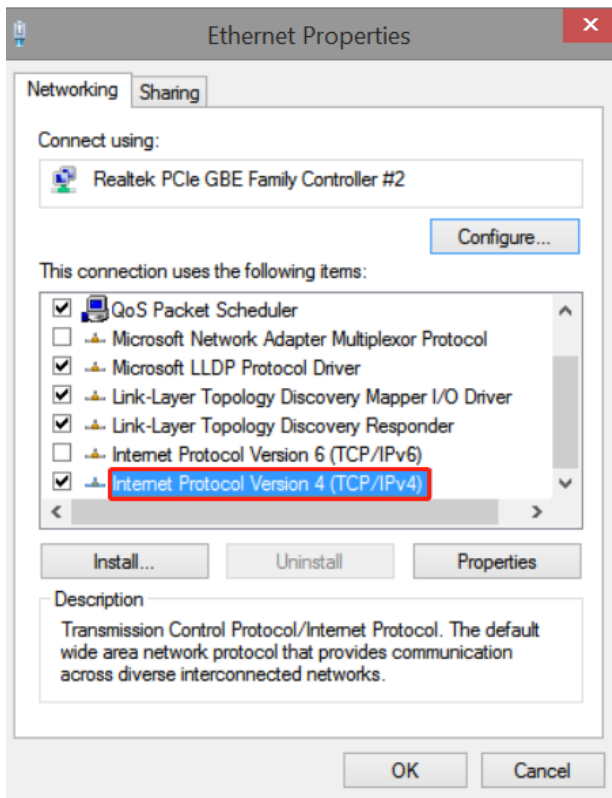 Ethernet Properties
Networking
Sharing
Connect using:
Realtek PCIe GBE Family Controller #2
Configure...
This connection uses the following items:
QoS Packet Scheduler
Microsoft Network Adapter Multiplexor Protocol
Microsoft LLDP Protocol Driver
Link-Layer Topology Discovery Mapper I/O Driver
Link-Layer Topology Discovery Responder
Internet Protocol Version 6 (TCP/IPv6)
Internet Protocol Version 4 (TCP/IPv4)
Install...
Uninstall
Properties
Description
Transmission Control Protocol/Internet Protocol. The default
wide area network protocol that provides communication
across diverse interconnected networks.
OK
Cancel